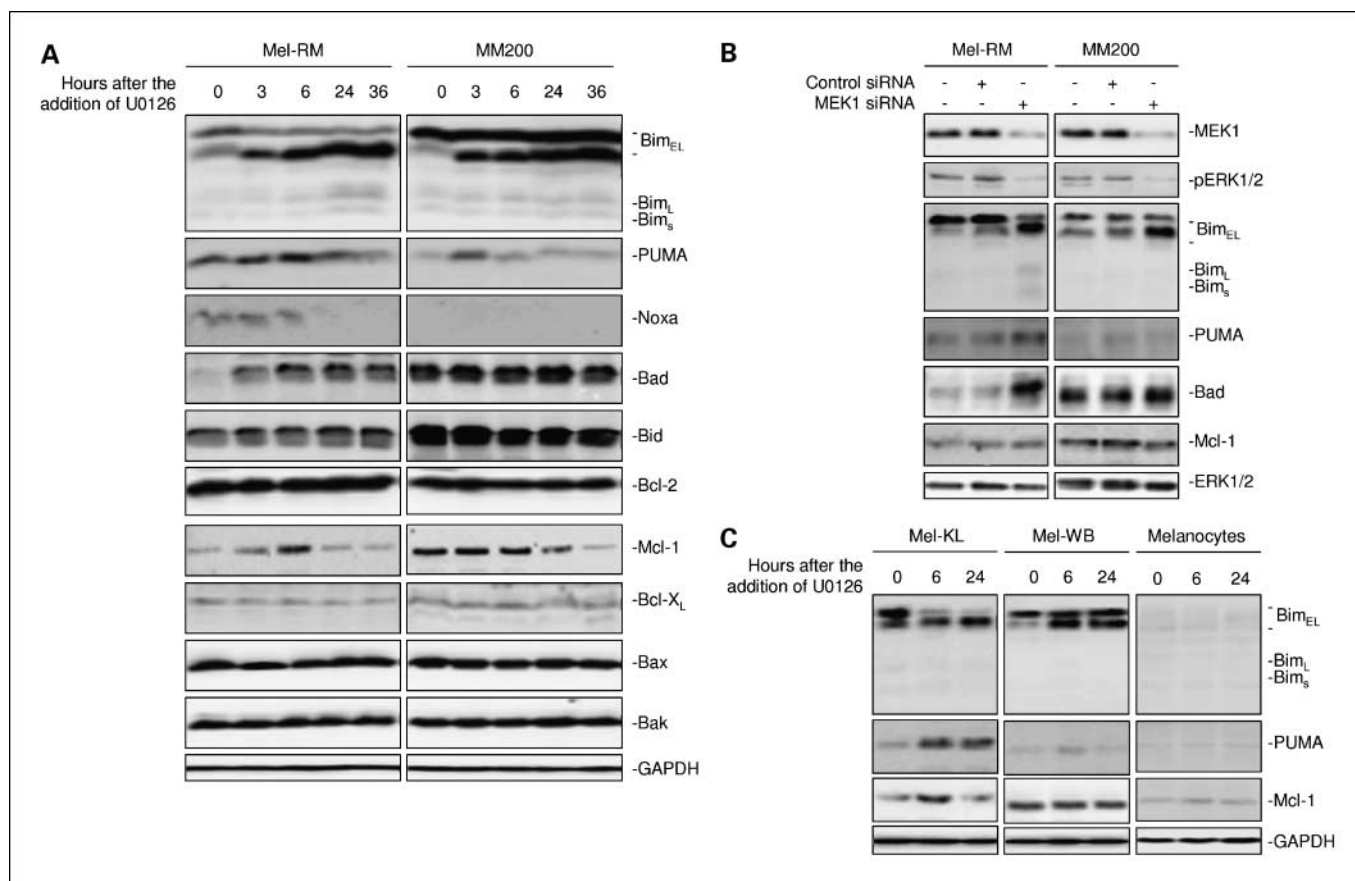 A
Mel-RM MM200
Hours after the
addition of U0126
0 3 6 24 36 0 3 6 24 36
BimEL
BimL
Bims
-PUMA
-Noxa
-Bad
-Bid
-Bcl-2
-Mcl-1
-Bcl-XL
-Bax
-Bak
-GAPDH
B
Mel-RM MM200
Control siRNA - + - - + -
MEK1 siRNA - - + - - +
-MEK1
-pERK1/2
BimEL
-BimL
-Bims
-PUMA
-Bad
-Mcl-1
-ERK1/2
C
Mel-KL Mel-WB Melanocytes
Hours after the
addition of U0126
0 6 24 0 6 24 0 6 24
BimEL
-BimL
-Bims
-PUMA
-Mcl-1
-GAPDH